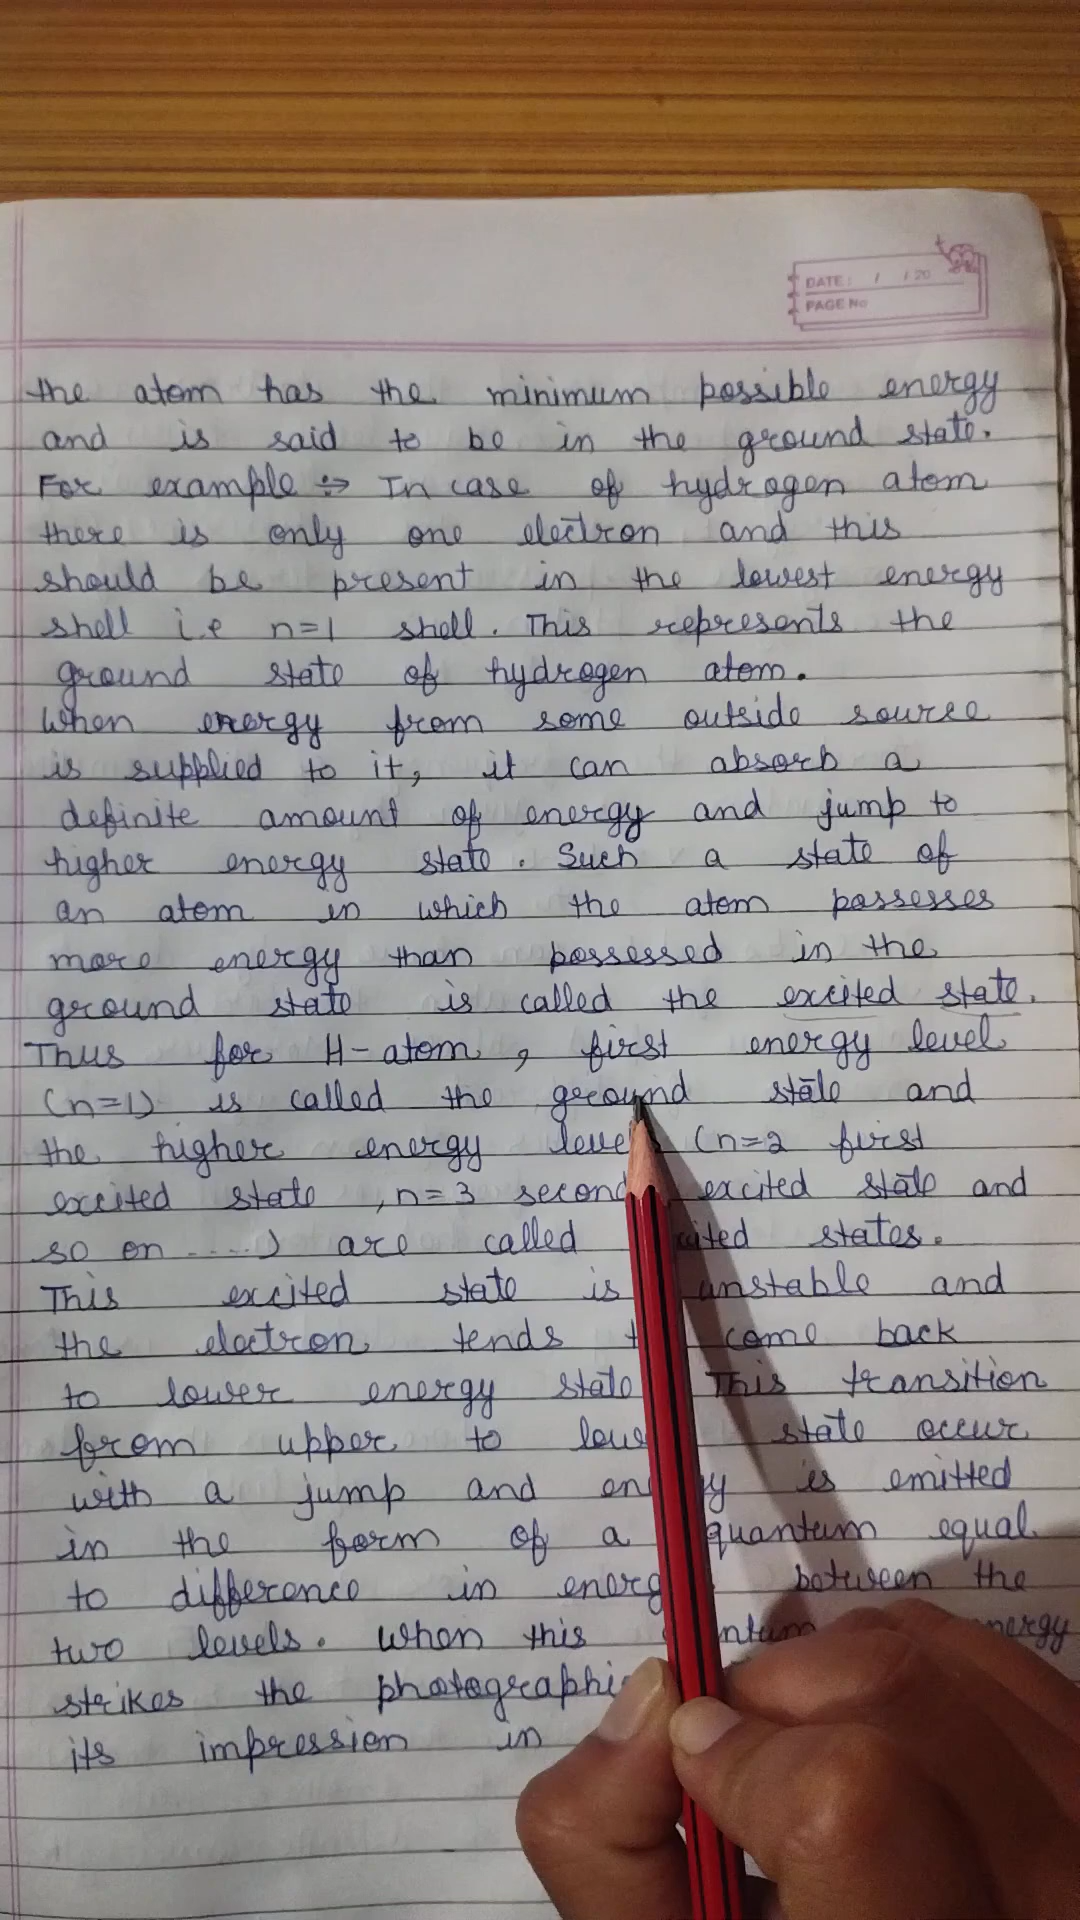 DATE: / / 20
PAGE No
the atom has the minimum possible energy
and is said to be in the ground state.
For example :-> In case of hydrogen atom
there is only one electron and this
should be present in the lowest energy
shell i.e n=1 shell. This represents the
ground state of hydrogen atom.
When energy from some outside source
is supplied to it, it can absorb a
definite amount of energy and jump to
higher energy state. Such a state of
an atom in which the atom possesses
more energy than possessed in the
ground state is called the excited state.
Thus for H-atom, first energy level
(n=1) is called the ground state and
the higher energy levels (n=2 first
excited state, n=3 second excited state and
so on .....) are called states.
This excited state is unstable and
the electron tends come back
to lower energy state This transition
from upper to state occur
with a jump and is emitted
in the form of a quantum equal
to difference in energy between the
two levels. When this
strikes the
its impression in